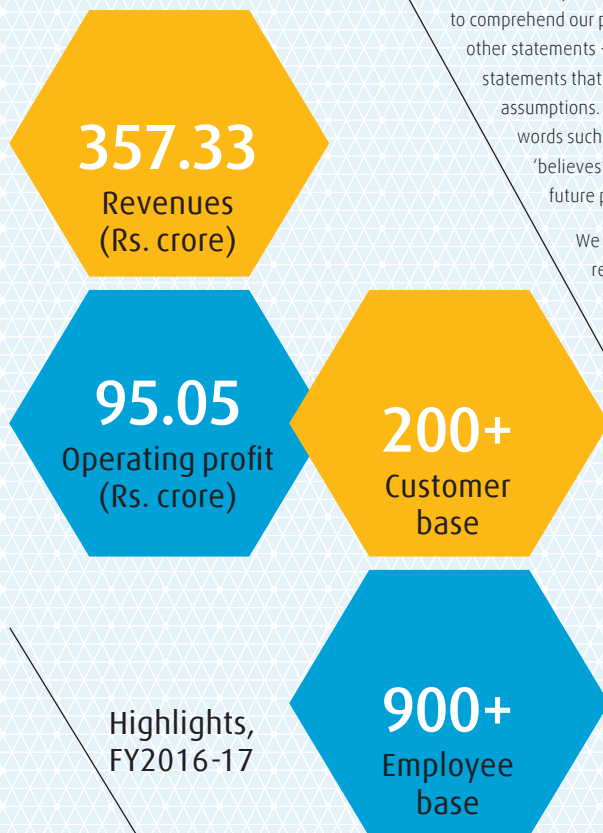 to comprehend our
other statements
statements that
assumptions.
words such
'believes
future
We
357.33
Revenues
(Rs. crore)
95.05
Operating profit
(Rs. crore)
200+
Customer
base
900+
Employee
base
Highlights,
FY2016-17